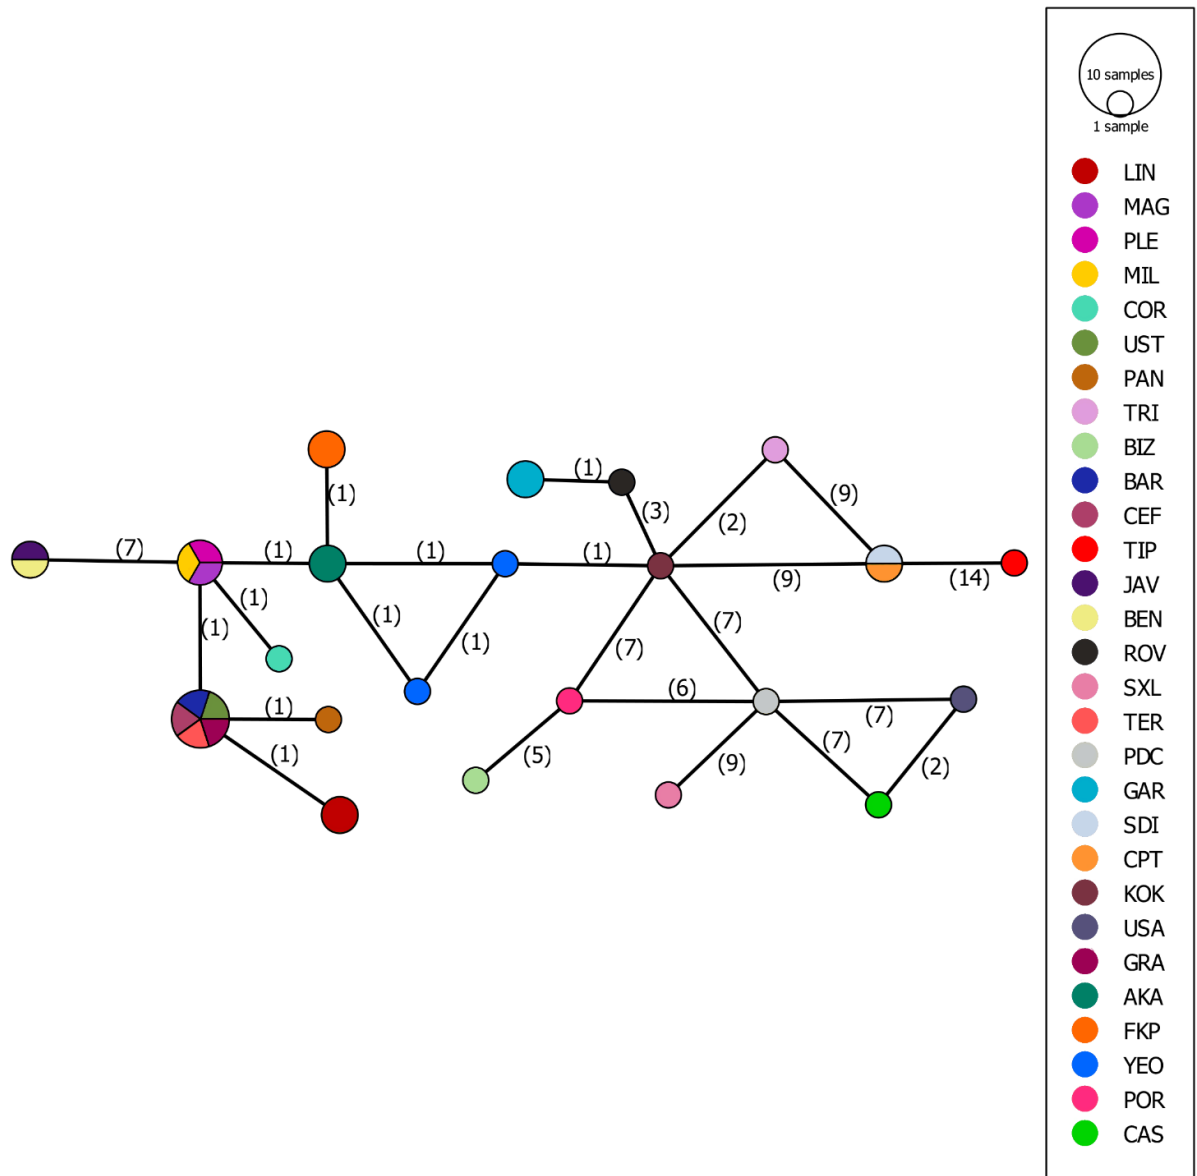 10 samples
1 sample
LIN
MAG
PLE
MIL
COR
UST
PAN
TRI
BIZ
BAR
CEF
TIP
JAV
BEN
ROV
SXL
TER
PDC
GAR
SDI
CPT
KOK
USA
GRA
AKA
FKP
YEO
POR
CAS
(1)
(1)
(9)
(3)
(2)
(7)
(1)
(1)
(1)
(9)
(14)
(1)
(1)
(1)
(1)
(7)
(7)
(6)
(1)
(7)
(1)
(5)
(9)
(7)
(2)